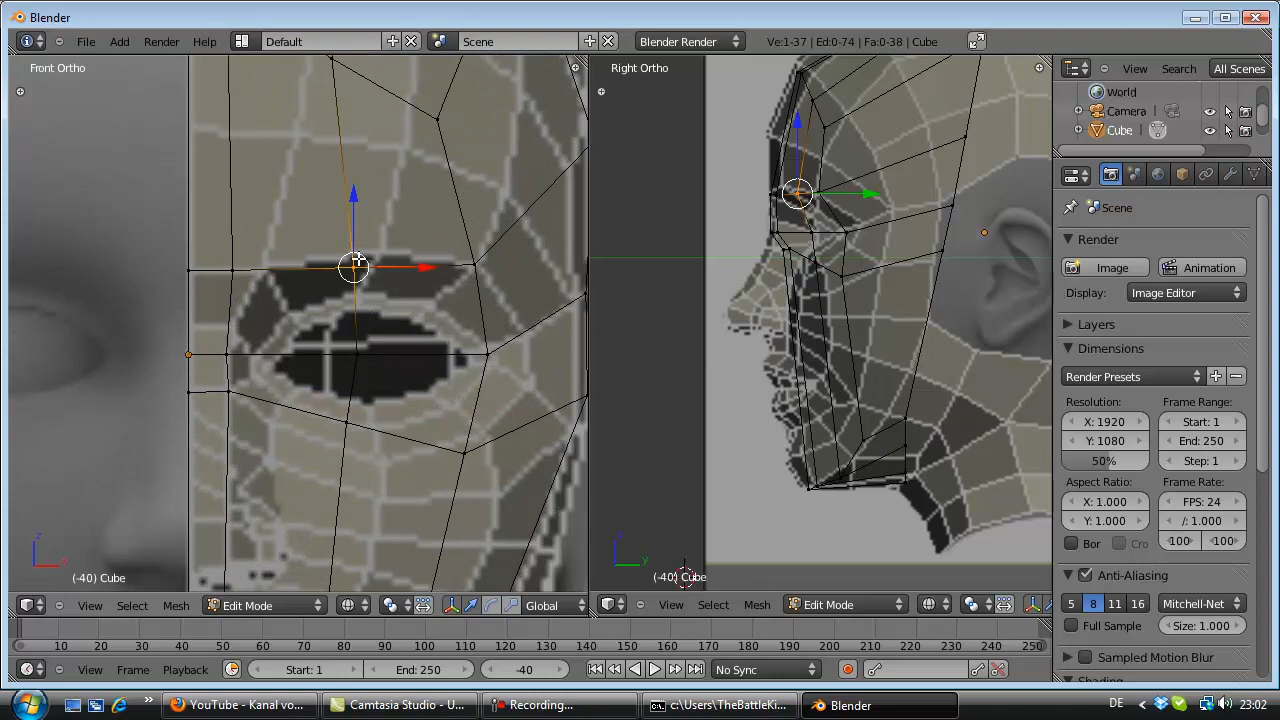 Blender
File Add Render Help Default Scene Blender Render Ve:1-37 | Ed:0-74 | Fa:0-38 | Cube
Front Ortho
Right Ortho
View Search All Scenes
World
Camera
Cube
Scene
Render
Image Animation
Display: Image Editor
Layers
Dimensions
Render Presets
Resolution: Frame Range:
X: 1920 Start: 1
Y: 1080 End: 250
50% Step: 1
Aspect Ratio: Frame Rate:
X: 1.000 FPS: 24
Y: 1.000 /: 1.000
Bor Cro 100 100
Anti-Aliasing
5 8 11 16 Mitchell-Net
Full Sample Size: 1.000
Sampled Motion Blur
z
x
(-40) Cube
z
y
(-40) Cube
View Select Mesh Edit Mode Global
View Select Mesh Edit Mode
10 20 30 40 50 60 70 80 90 100 110 120 130 140 150 160 170 180 190 200 210 220 230 240 250
View Frame Playback Start: 1 End: 250 -40 No Sync
YouTube - Kanal vo... Camtasia Studio - U... Recording... c:\Users\TheBattleKi... Blender DE 23:02